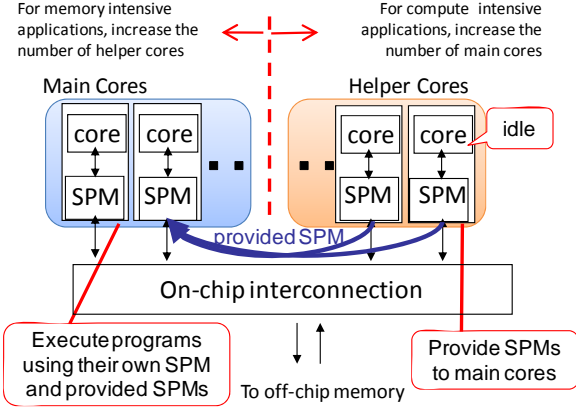 For memory intensive
applications, increase the
number of helper cores
For compute intensive
applications, increase the
number of main cores
Main Cores
Helper Cores
core
core
core
core
idle
SPM
SPM
SPM
SPM
provided SPM
On-chip interconnection
Execute programs
using their own SPM
and provided SPMs
Provide SPMs
to main cores
To off-chip memory